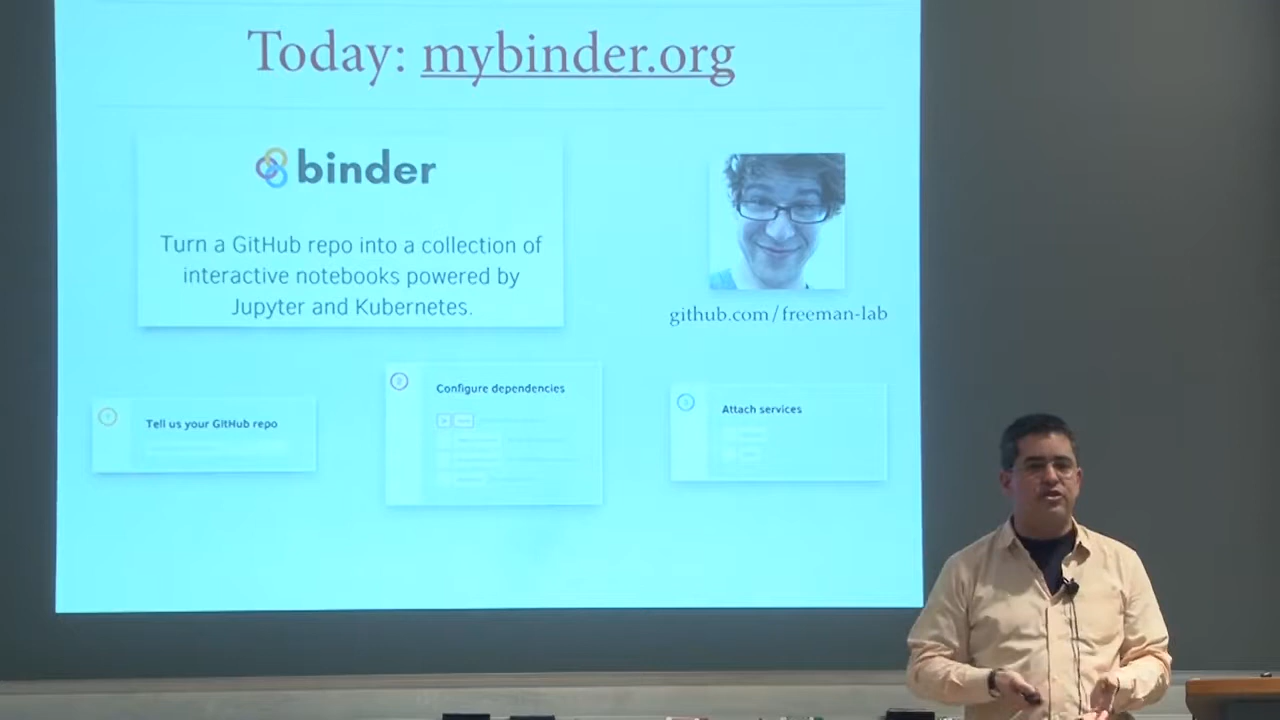 Today: mybinder.org
binder
Turn a GitHub repo into a collection of
interactive notebooks powered by
Jupyter and Kubernetes.
github.com/freeman-lab
Tell us your GitHub repo
2
Configure dependencies
Attach services